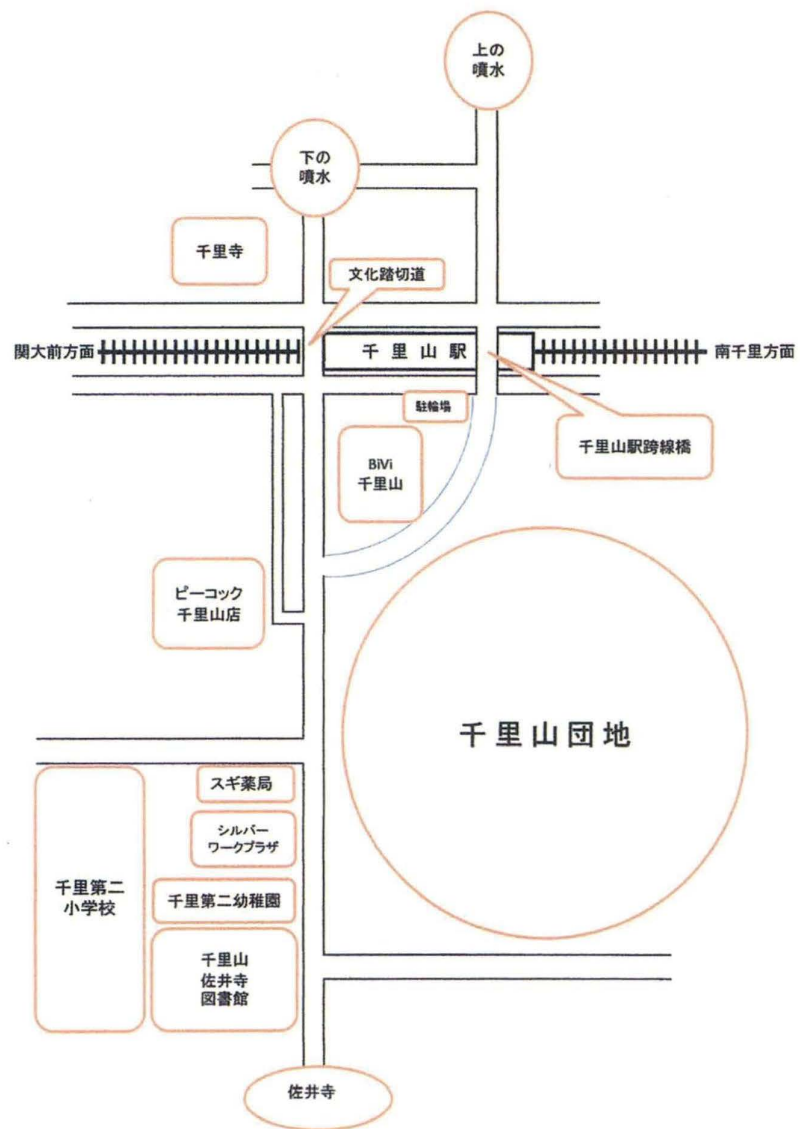 上の
噴水
下の
噴水
千里寺
文化踏切道
関大前方面
千里山駅
南千里方面
駐輪場
千里山駅跨線橋
BiVi
千里山
ピーコック
千里山店
千里山団地
スギ薬局
シルバー
ワークプラザ
千里第二
小学校
千里第二幼稚園
千里山
佐井寺
図書館
佐井寺